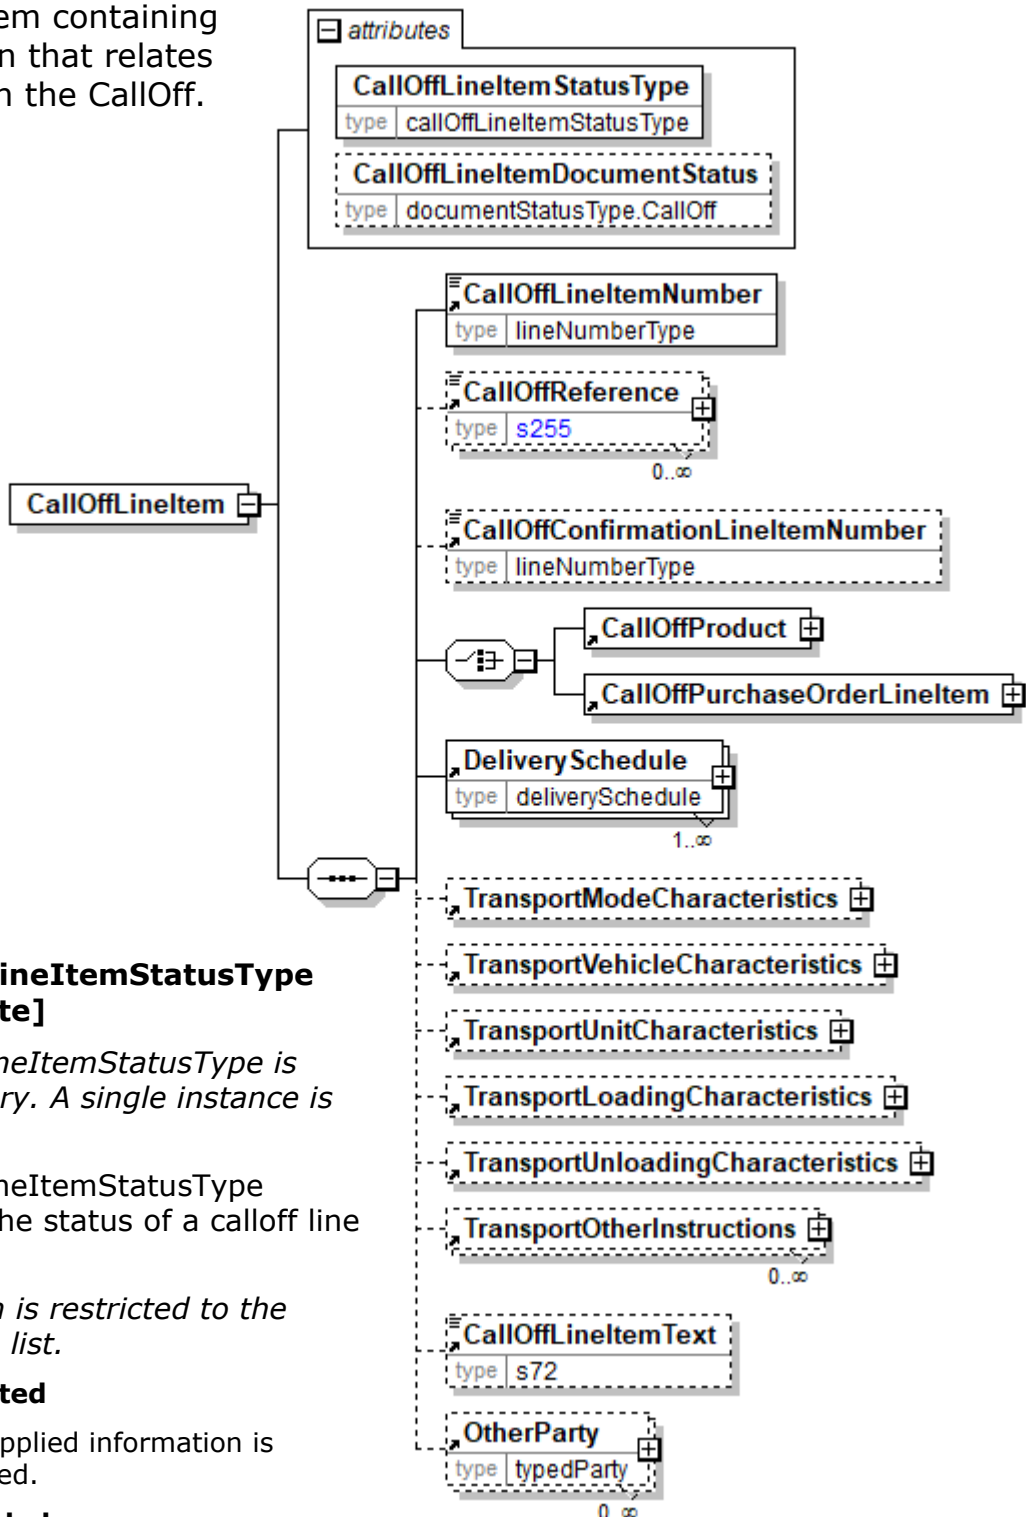 em containing
n that relates
n the CallOff.
attributes
CallOffLineItemStatusType
type callOffLineItemStatusType
CallOffLineItemDocumentStatus
type documentStatusType.CallOff
CallOffLineItemNumber
type lineNumberType
CallOffReference
type s255
0..∞
CallOffLineItem
CallOffConfirmationLineItemNumber
type lineNumberType
CallOffProduct
CallOffPurchaseOrderLineItem
DeliverySchedule
type deliverySchedule
1..∞
TransportModeCharacteristics
TransportVehicleCharacteristics
TransportUnitCharacteristics
TransportLoadingCharacteristics
TransportUnloadingCharacteristics
TransportOtherInstructions
0..∞
CallOffLineItemText
type s72
OtherParty
type typedParty
0..∞
ineItemStatusType
te]
neItemStatusType is
ry. A single instance is
neItemStatusType
he status of a calloff line
n is restricted to the
list.
ted
pplied information is
ed.